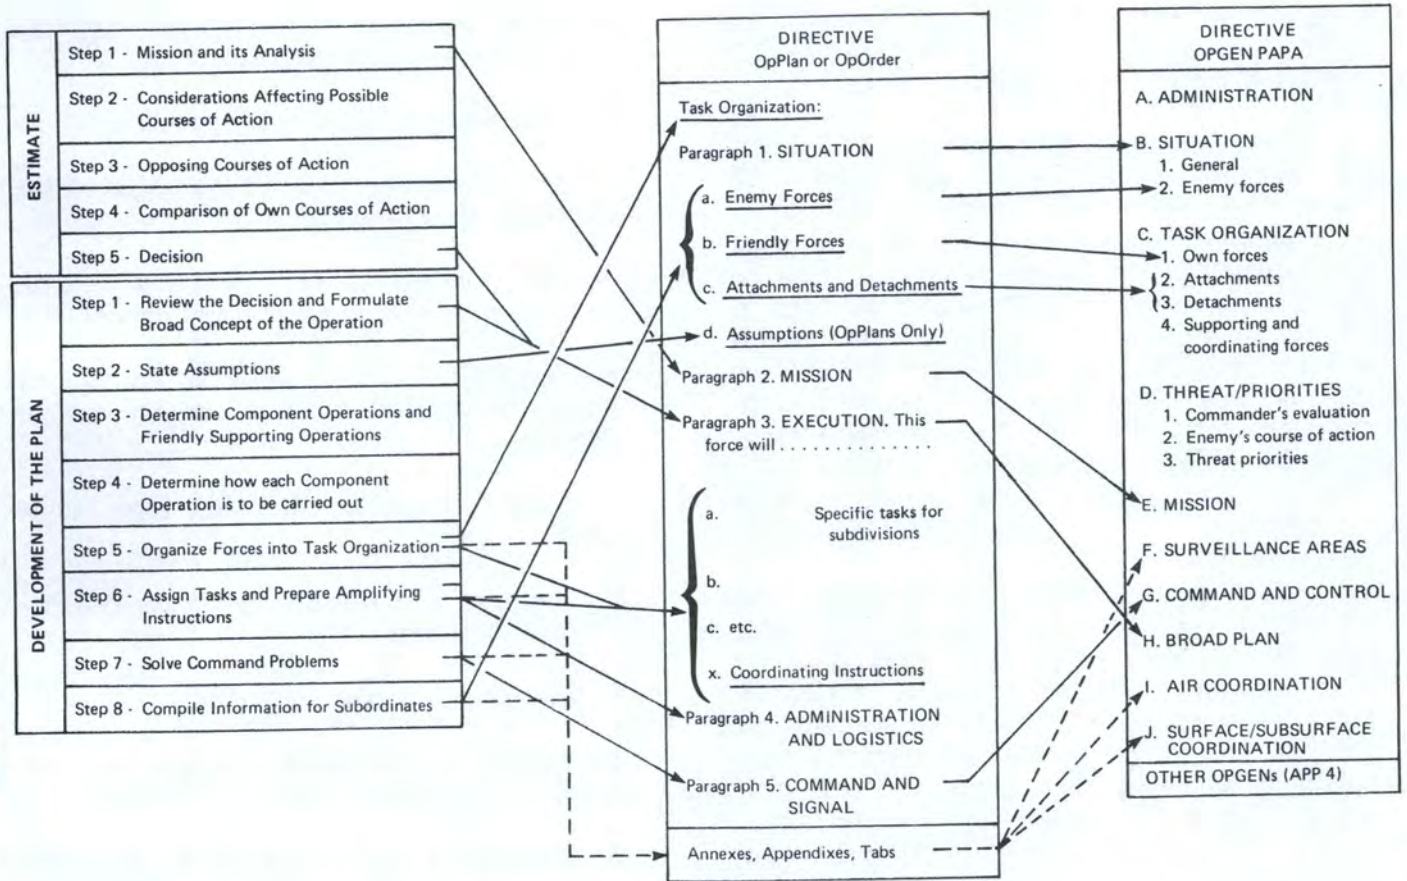 ESTIMATE
Step 1 - Mission and its Analysis
Step 2 - Considerations Affecting Possible
Courses of Action
Step 3 - Opposing Courses of Action
Step 4 - Comparison of Own Courses of Action
Step 5 - Decision
DEVELOPMENT OF THE PLAN
Step 1 - Review the Decision and Formulate
Broad Concept of the Operation
Step 2 - State Assumptions
Step 3 - Determine Component Operations and
Friendly Supporting Operations
Step 4 - Determine how each Component
Operation is to be carried out
Step 5 - Organize Forces into Task Organization
Step 6 - Assign Tasks and Prepare Amplifying
Instructions
Step 7 - Solve Command Problems
Step 8 - Compile Information for Subordinates
DIRECTIVE
OpPlan or OpOrder
Task Organization:
Paragraph 1. SITUATION
a. Enemy Forces
b. Friendly Forces
c. Attachments and Detachments
d. Assumptions (OpPlans Only)
Paragraph 2. MISSION
Paragraph 3. EXECUTION. This
force will . . . . . . . . . . . . .
a. Specific tasks for
subdivisions
b.
c. etc.
x. Coordinating Instructions
Paragraph 4. ADMINISTRATION
AND LOGISTICS
Paragraph 5. COMMAND AND
SIGNAL
Annexes, Appendixes, Tabs
DIRECTIVE
OPGEN PAPA
A. ADMINISTRATION
B. SITUATION
1. General
2. Enemy forces
C. TASK ORGANIZATION
1. Own forces
2. Attachments
3. Detachments
4. Supporting and
coordinating forces
D. THREAT/PRIORITIES
1. Commander's evaluation
2. Enemy's course of action
3. Threat priorities
E. MISSION
F. SURVEILLANCE AREAS
G. COMMAND AND CONTROL
H. BROAD PLAN
I. AIR COORDINATION
J. SURFACE/SUBSURFACE
COORDINATION
OTHER OPGENs (APP 4)